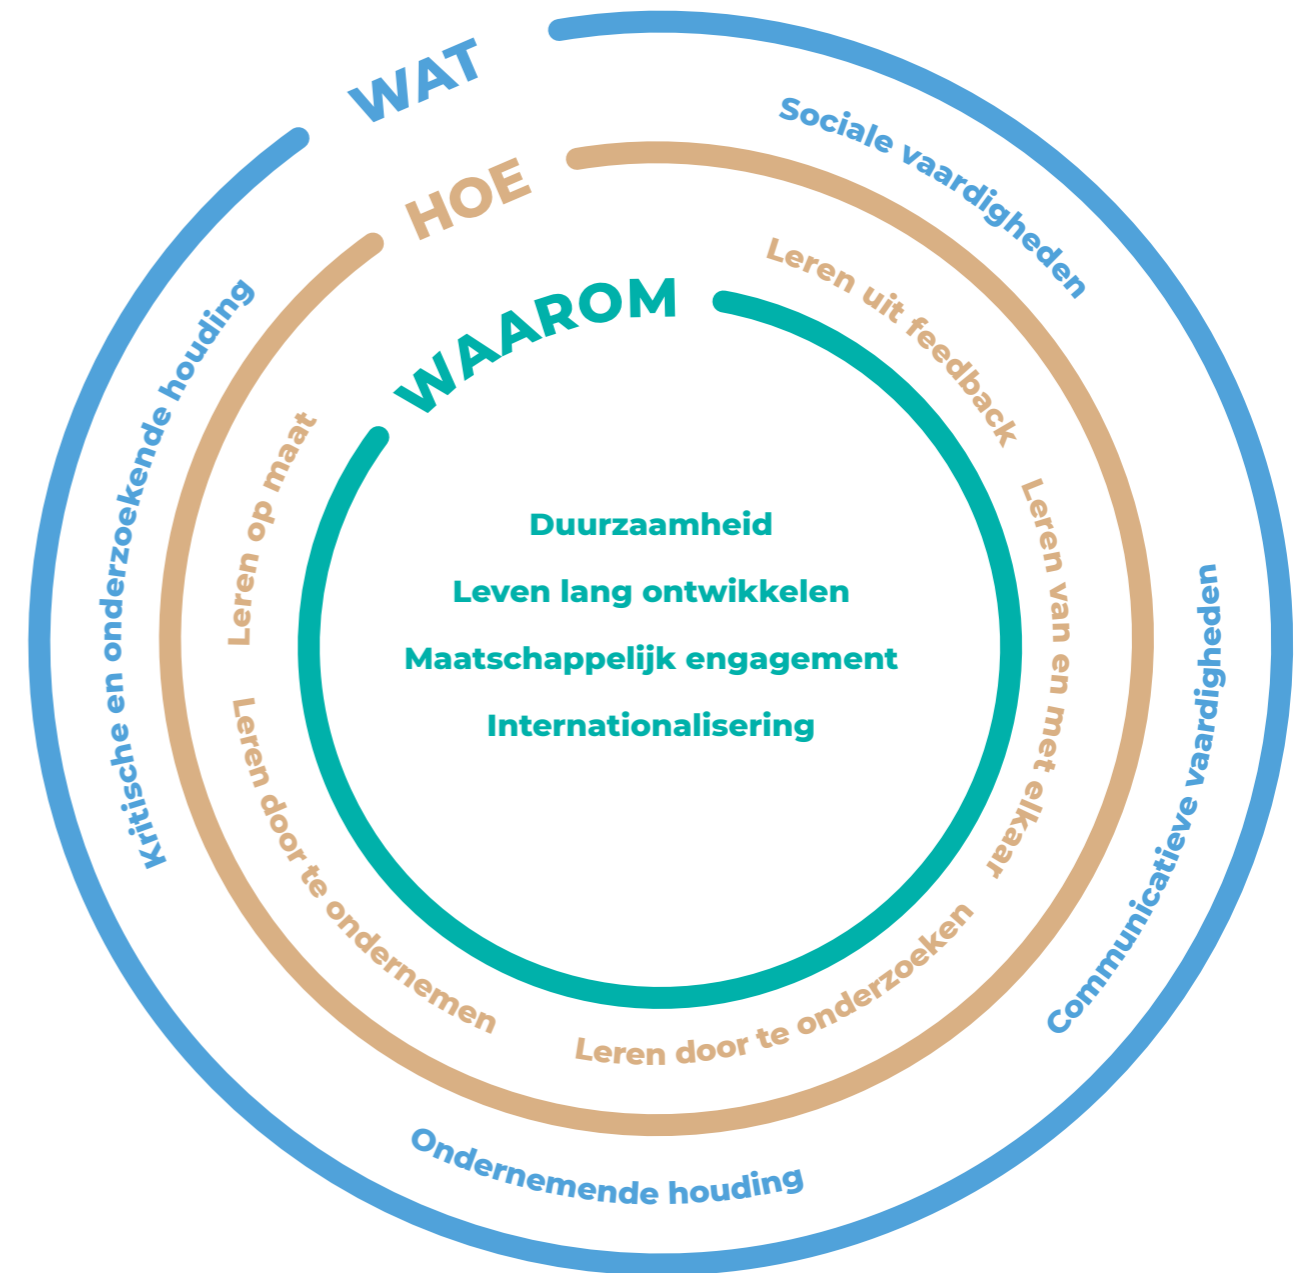 WAT
Sociale vaardigheden
Communicatieve vaardigheden
Ondernemende houding
Kritische en onderzoekende houding
HOE
Leren uit feedback
Leren van en met elkaar
Leren door te onderzoeken
Leren door te ondernemen
Leren op maat
WAAROM
Duurzaamheid
Leven lang ontwikkelen
Maatschappelijk engagement
Internationalisering